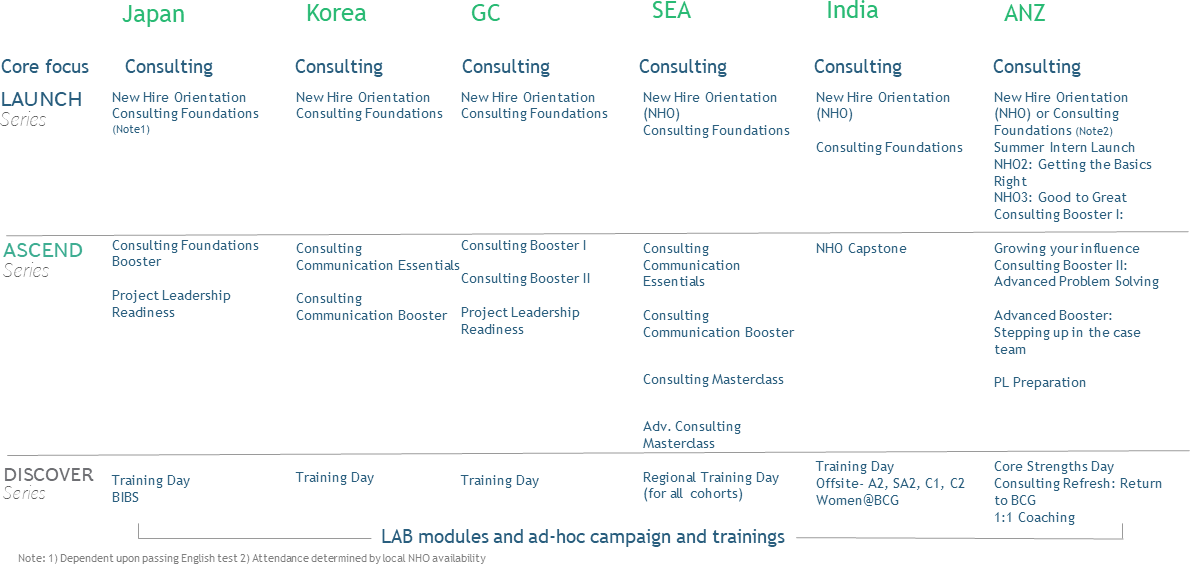 Japan
Korea
GC
SEA
India
ANZ
Core focus
Consulting
Consulting
Consulting
Consulting
Consulting
Consulting
LAUNCH
Series
New Hire Orientation
Consulting Foundations
(Note1)
New Hire Orientation
Consulting Foundations
New Hire Orientation
Consulting Foundations
New Hire Orientation
(NHO)
Consulting Foundations
New Hire Orientation
(NHO)
Consulting Foundations
New Hire Orientation
(NHO) or Consulting
Foundations (Note2)
Summer Intern Launch
NHO2: Getting the Basics
Right
NHO3: Good to Great
Consulting Booster I:
ASCEND
Series
Consulting Foundations
Booster
Project Leadership
Readiness
Consulting
Communication Essentials
Consulting
Communication Booster
Consulting Booster I
Consulting Booster II
Project Leadership
Readiness
Consulting
Communication
Essentials
Consulting
Communication Booster
Consulting Masterclass
Adv. Consulting
Masterclass
NHO Capstone
Growing your influence
Consulting Booster II:
Advanced Problem Solving
Advanced Booster:
Stepping up in the case
team
PL Preparation
DISCOVER
Series
Training Day
BIBS
Training Day
Training Day
Regional Training Day
(for all cohorts)
Training Day
Offsite- A2, SA2, C1, C2
Women@BCG
Core Strengths Day
Consulting Refresh: Return
to BCG
1:1 Coaching
LAB modules and ad-hoc campaign and trainings
Note: 1) Dependent upon passing English test 2) Attendance determined by local NHO availability